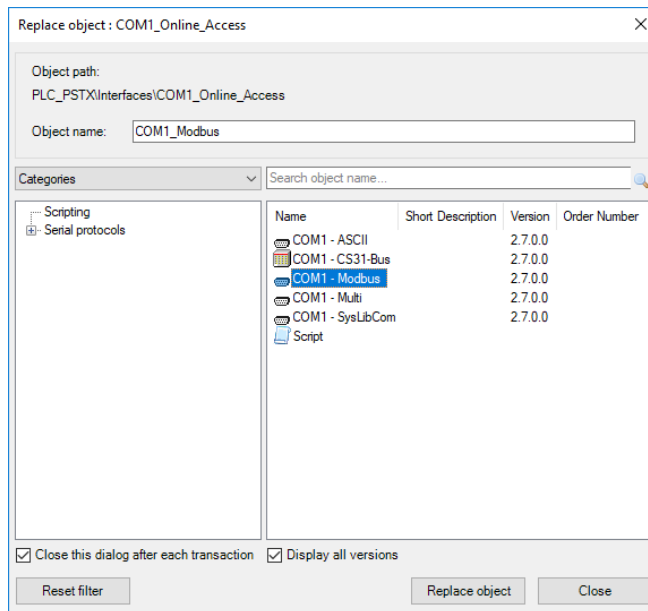 Replace object : COM1_Online_Access
Object path:
PLC_PSTX\Interfaces\COM1_Online_Access
Object name: COM1_Modbus
Categories Search object name...
Scripting
Serial protocols
Name Short Description Version Order Number
COM1 - ASCII 2.7.0.0
COM1 - CS31-Bus 2.7.0.0
COM1 - Modbus 2.7.0.0
COM1 - Multi 2.7.0.0
COM1 - SysLibCom 2.7.0.0
Script
Close this dialog after each transaction Display all versions
Reset filter Replace object Close